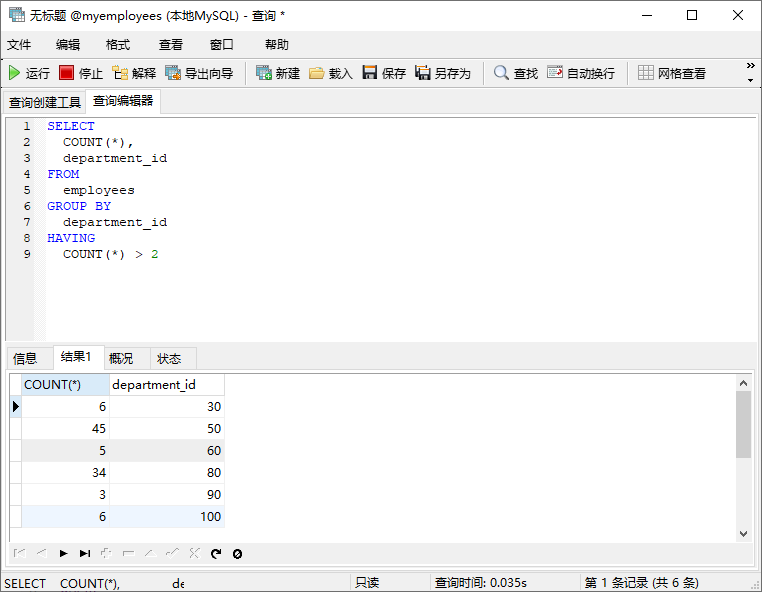 无标题 @myemployees (本地MySQL) - 查询 *
文件 编辑 格式 查看 窗口 帮助
运行 停止 解释 导出向导 新建 载入 保存 另存为 查找 自动换行 网格查看 »
查询创建工具 查询编辑器
1 SELECT
2 COUNT(*),
3 department_id
4 FROM
5 employees
6 GROUP BY
7 department_id
8 HAVING
9 COUNT(*) > 2
信息 结果1 概况 状态
COUNT(*) department_id
6 30
45 50
5 60
34 80
3 90
6 100
SELECT COUNT(*), de 只读 查询时间: 0.035s 第 1 条记录 (共 6 条)